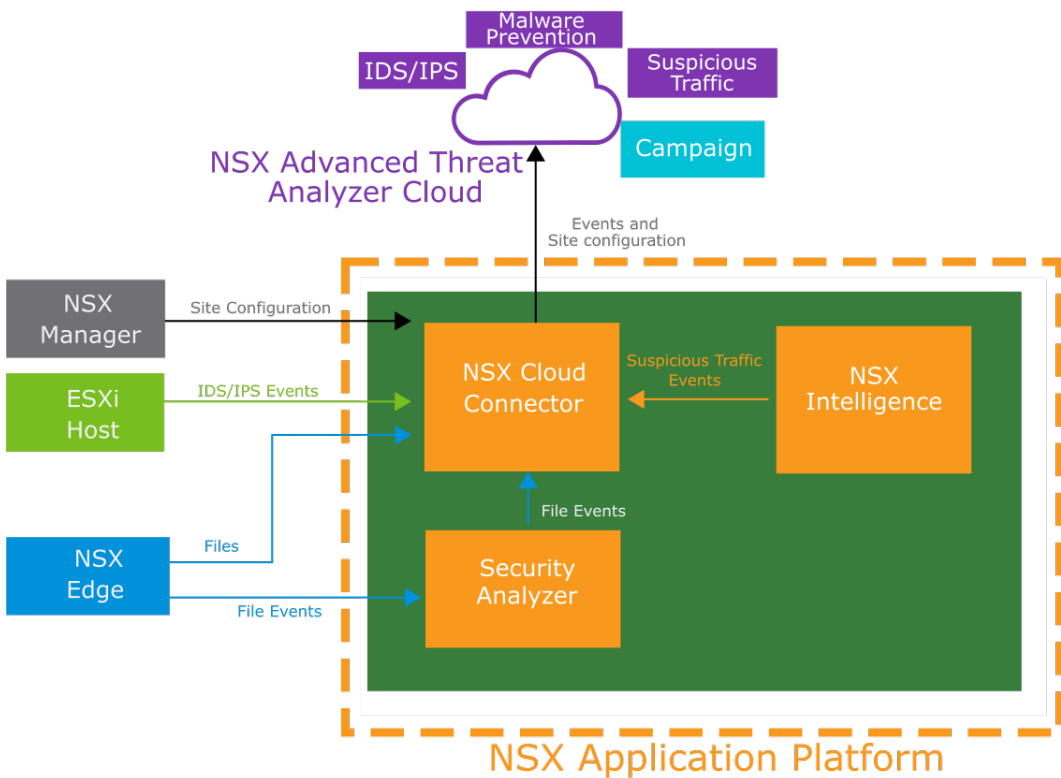 Malware
Prevention
IDS/IPS
Suspicious
Traffic
Campaign
NSX Advanced Threat
Analyzer Cloud
Events and
Site configuration
NSX
Manager
Site Configuration
ESXi
Host
IDS/IPS Events
NSX Cloud
Connector
Suspicious Traffic
Events
NSX
Intelligence
File Events
NSX
Edge
Files
File Events
Security
Analyzer
NSX Application Platform